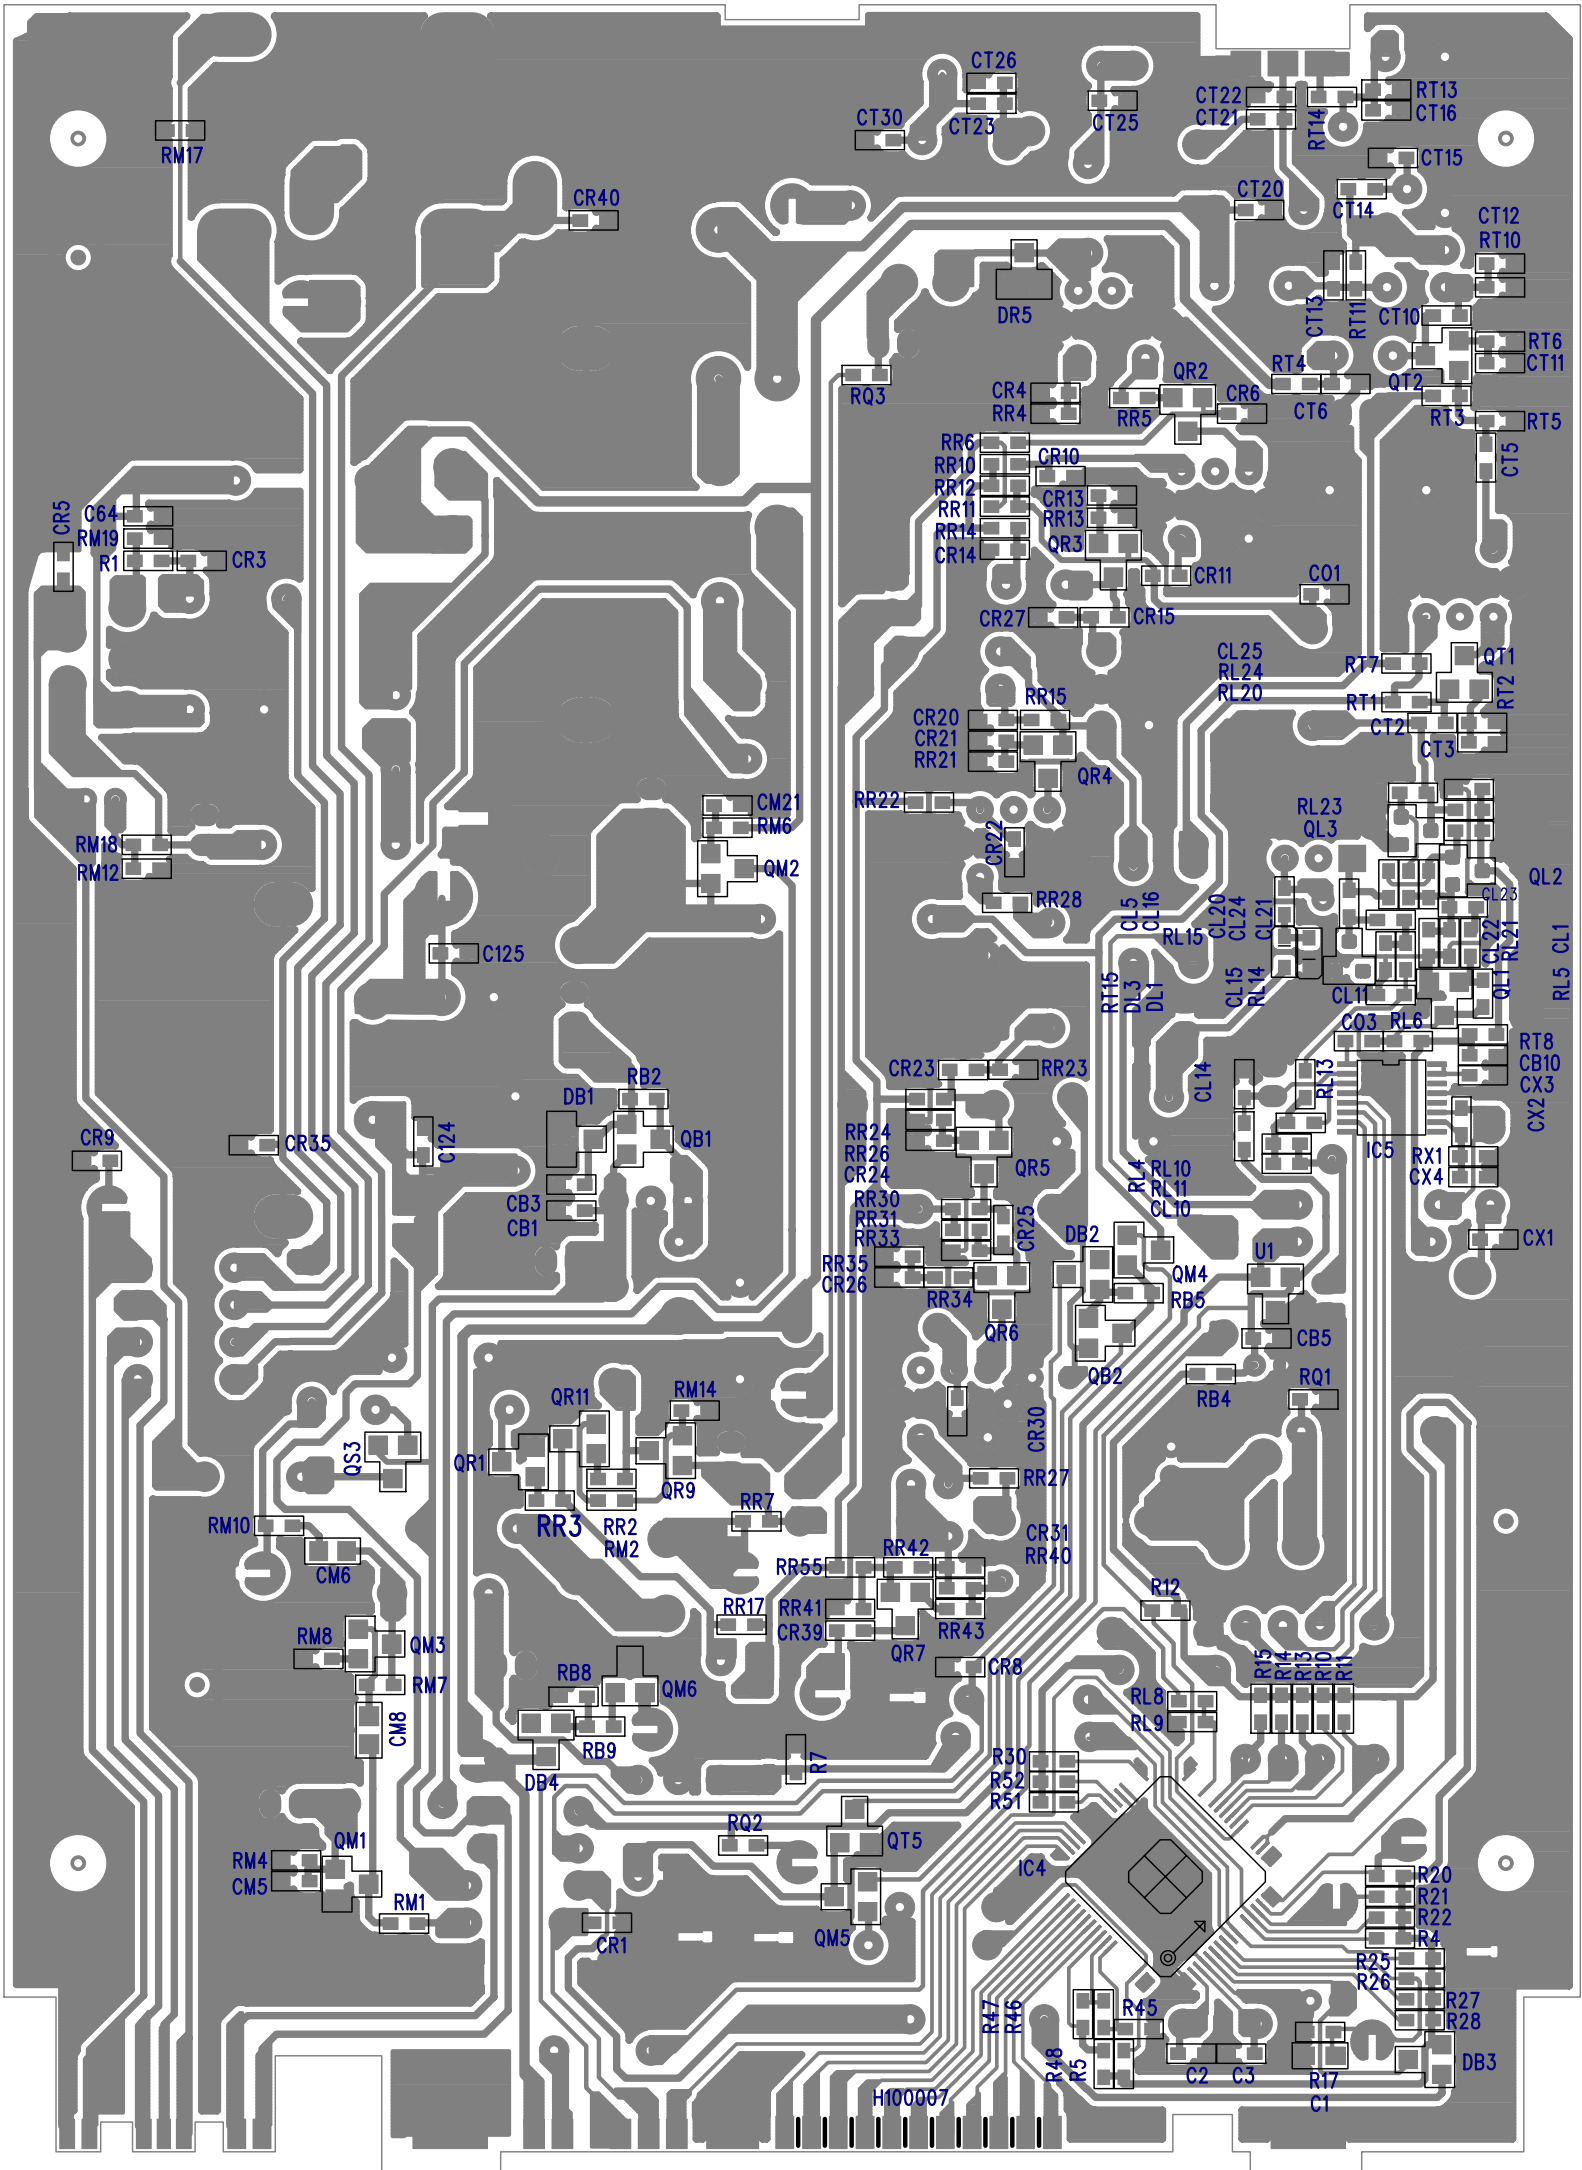 CT26
CT30
CT23
CT25
CT22
CT21
RT14
RT13
CT16
RM17
CT15
CR40
CT20
CT14
CT12
RT10
DR5
CT13
RT11
CT10
RT6
CT11
RQ3
CR4
RR4
RR5
QR2
CR6
RT4
CT6
QT2
RT3
RT5
CT5
RR6
RR10
RR12
RR11
RR14
CR14
CR10
CR13
RR13
QR3
CR5
C64
RM19
R1
CR3
CR11
CO1
CR27
CR15
CL25
RL24
RL20
RT7
QT1
RT2
RT1
CT2
CT3
RR15
CR20
CR21
RR21
QR4
RR22
CR22
CM21
RM6
QM2
RM18
RM12
RL23
QL3
QL2
CL23
RR28
CL5
CL16
CL20
CL24
CL21
RL15
CL22
RL21
CL1
C125
RT15
DL3
DL1
CL15
RL14
CL11
QL1
RL5
CO3
RL6
RT8
CB10
CX3
CX2
CR23
RR23
CL14
RL13
IC5
RX1
CX4
DB1
RB2
QB1
C124
CR9
CR35
RR24
RR26
CR24
QR5
RL4
RL10
RL11
CL10
CB3
CB1
RR30
RR31
RR33
CR25
DB2
U1
CX1
RR35
CR26
RR34
QR6
QM4
RB5
CB5
QB2
RB4
RQ1
QR11
RM14
QS3
QR1
QR9
CR30
RR27
RM10
RR3
RR2
RM2
RR7
CR31
RR40
CM6
RR55
RR42
RR17
RR41
CR39
QR7
RR43
R12
RM8
QM3
RM7
CM8
RB8
QM6
RB9
DB4
CR8
RL8
RL9
R15
R14
R13
R10
R11
R7
R30
R52
R51
QM1
RM4
CM5
RM1
RQ2
QT5
IC4
R20
R21
R22
R4
CR1
QM5
R25
R26
R27
R28
R47
R46
R45
R48
R5
C2
C3
R17
C1
DB3
H100007